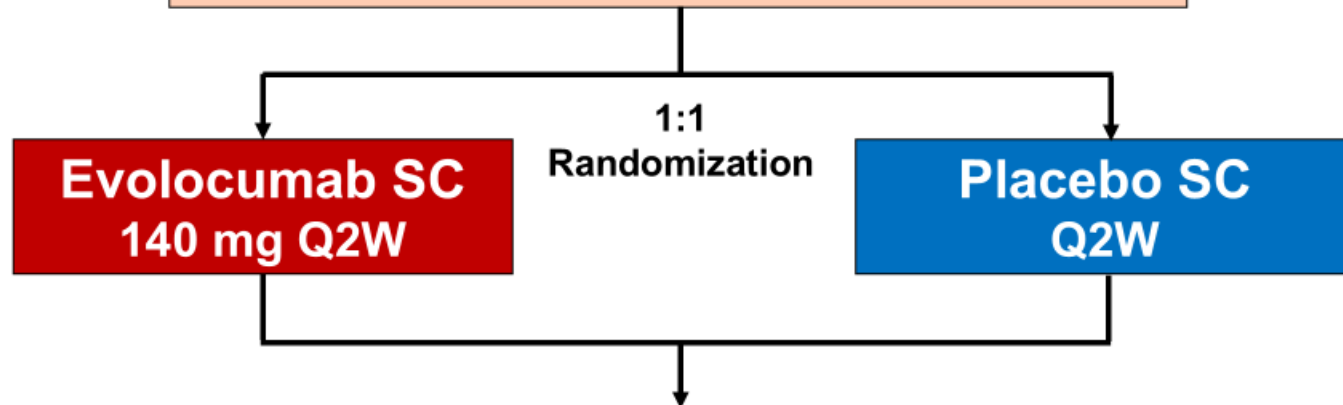 1:1
Randomization
Evolocumab SC
140 mg Q2W
Placebo SC
Q2W